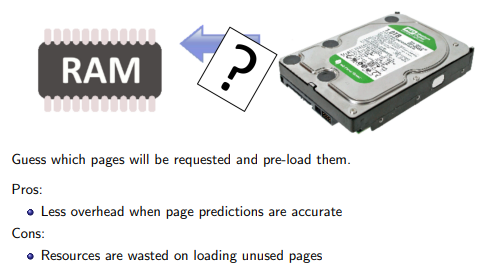 RAM
?
Guess which pages will be requested and pre-load them.
Pros:
Less overhead when page predictions are accurate
Cons:
Resources are wasted on loading unused pages